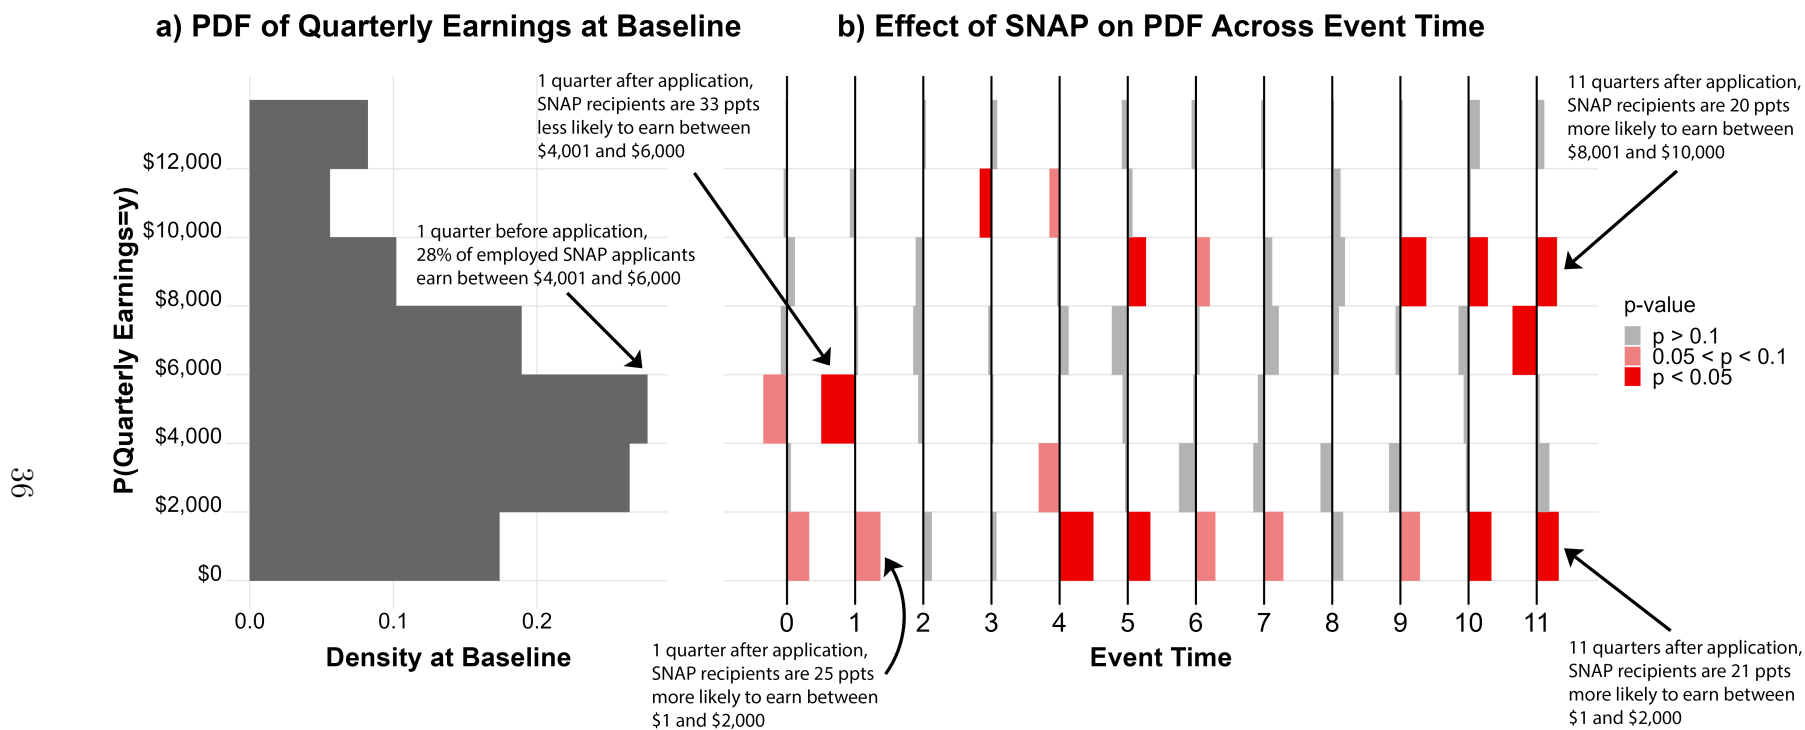 a) PDF of Quarterly Earnings at Baseline
b) Effect of SNAP on PDF Across Event Time
1 quarter after application,
SNAP recipients are 33 ppts
less likely to earn between
$4,001 and $6,000
11 quarters after application,
SNAP recipients are 20 ppts
more likely to earn between
$8,001 and $10,000
1 quarter before application,
28% of employed SNAP applicants
earn between $4,001 and $6,000
P(Quarterly Earnings=y)
$12,000
$10,000
$8,000
$6,000
$4,000
$2,000
$0
0.0 0.1 0.2
Density at Baseline
0 1 2 3 4 5 6 7 8 9 10 11
Event Time
p-value
p > 0.1
0.05 < p < 0.1
p < 0.05
1 quarter after application,
SNAP recipients are 25 ppts
more likely to earn between
$1 and $2,000
11 quarters after application,
SNAP recipients are 21 ppts
more likely to earn between
$1 and $2,000
36